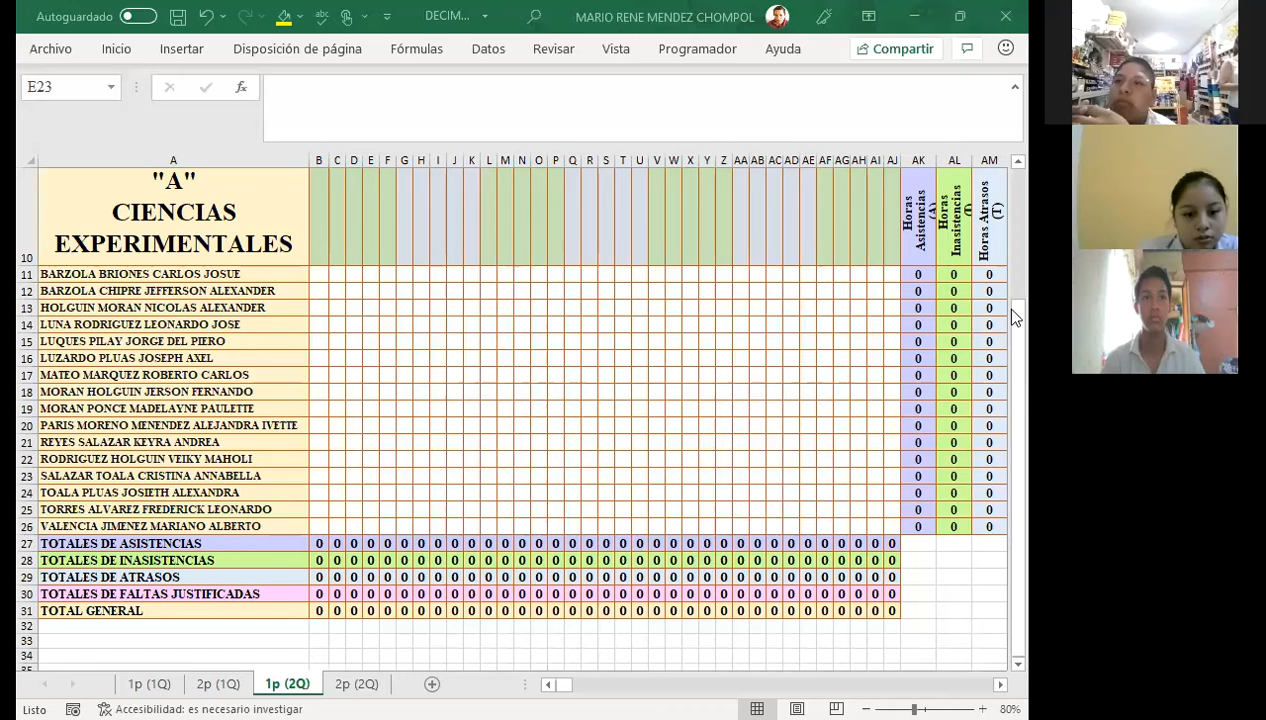 Autoguardado DECIM... MARIO RENE MENDEZ CHOMPOL
Archivo Inicio Insertar Disposición de página Fórmulas Datos Revisar Vista Programador Ayuda Compartir
E23 fx
A B C D E F G H I J K L M N O P Q R S T U V W X Y Z AA AB AC AD AE AF AG AH AI AJ AK AL AM
"A"
CIENCIAS
EXPERIMENTALES
10
Horas Asistencias (A)
Horas Inasistencias
Horas Atrasos (T)
11 BARZOLA BRIONES CARLOS JOSUE 0 0 0
12 BARZOLA CHIPRE JEFFERSON ALEXANDER 0 0 0
13 HOLGUIN MORAN NICOLAS ALEXANDER 0 0 0
14 LUNA RODRIGUEZ LEONARDO JOSE 0 0 0
15 LUQUES PILAY JORGE DEL PIERO 0 0 0
16 LUZARDO PLUAS JOSEPH AXEL 0 0 0
17 MATEO MARQUEZ ROBERTO CARLOS 0 0 0
18 MORAN HOLGUIN JERSON FERNANDO 0 0 0
19 MORAN PONCE MADELAYNE PAULETTE 0 0 0
20 PARIS MORENO MENENDEZ ALEJANDRA IVETTE 0 0 0
21 REYES SALAZAR KEYRA ANDREA 0 0 0
22 RODRIGUEZ HOLGUIN VEIKY MAHOLI 0 0 0
23 SALAZAR TOALA CRISTINA ANNABELLA 0 0 0
24 TOALA PLUAS JOSIETH ALEXANDRA 0 0 0
25 TORRES ALVAREZ FREDERICK LEONARDO 0 0 0
26 VALENCIA JIMENEZ MARIANO ALBERTO 0 0 0
27 TOTALES DE ASISTENCIAS 0 0 0 0 0 0 0 0 0 0 0 0 0 0 0 0 0 0 0 0 0 0 0 0 0 0 0 0 0 0 0 0 0 0 0
28 TOTALES DE INASISTENCIAS 0 0 0 0 0 0 0 0 0 0 0 0 0 0 0 0 0 0 0 0 0 0 0 0 0 0 0 0 0 0 0 0 0 0 0
29 TOTALES DE ATRASOS 0 0 0 0 0 0 0 0 0 0 0 0 0 0 0 0 0 0 0 0 0 0 0 0 0 0 0 0 0 0 0 0 0 0 0
30 TOTALES DE FALTAS JUSTIFICADAS 0 0 0 0 0 0 0 0 0 0 0 0 0 0 0 0 0 0 0 0 0 0 0 0 0 0 0 0 0 0 0 0 0 0 0
31 TOTAL GENERAL 0 0 0 0 0 0 0 0 0 0 0 0 0 0 0 0 0 0 0 0 0 0 0 0 0 0 0 0 0 0 0 0 0 0 0
32
33
34
1p (1Q) 2p (1Q) 1p (2Q) 2p (2Q)
Listo Accesibilidad: es necesario investigar 80%